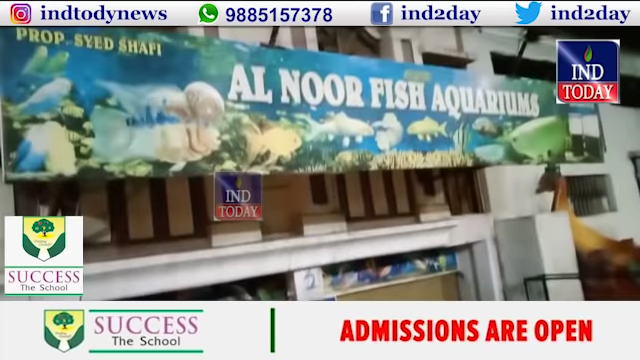 indtodynews 9885157378 ind2day ind2day
PROP. SYED SHAFI
AL NOOR FISH AQUARIUMS
IND
TODAY
IND
TODAY
SUCCESS
The School
SUCCESS
The School
ADMISSIONS ARE OPEN